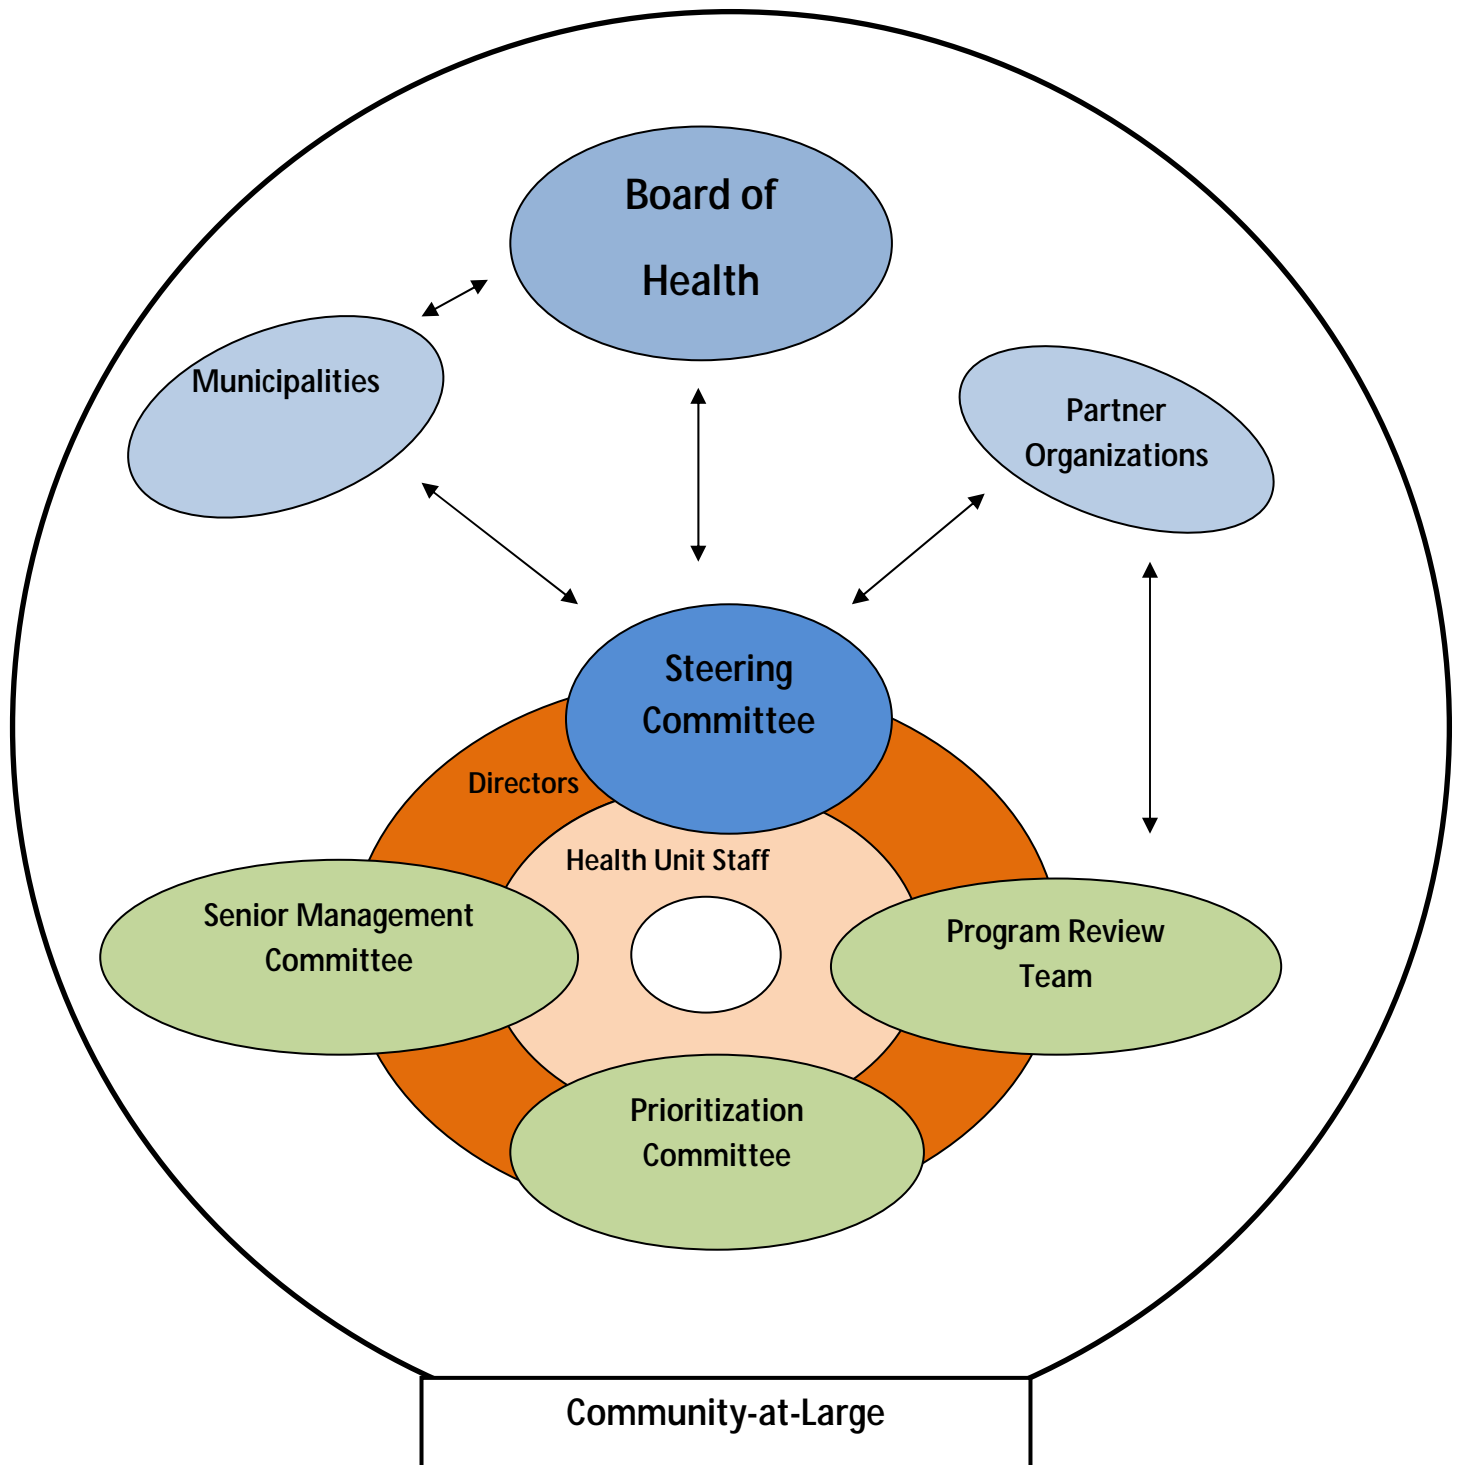 Board of
Health
Municipalities
Partner
Organizations
Steering
Committee
Directors
Health Unit Staff
Senior Management
Committee
Program Review
Team
Prioritization
Committee
Community-at-Large